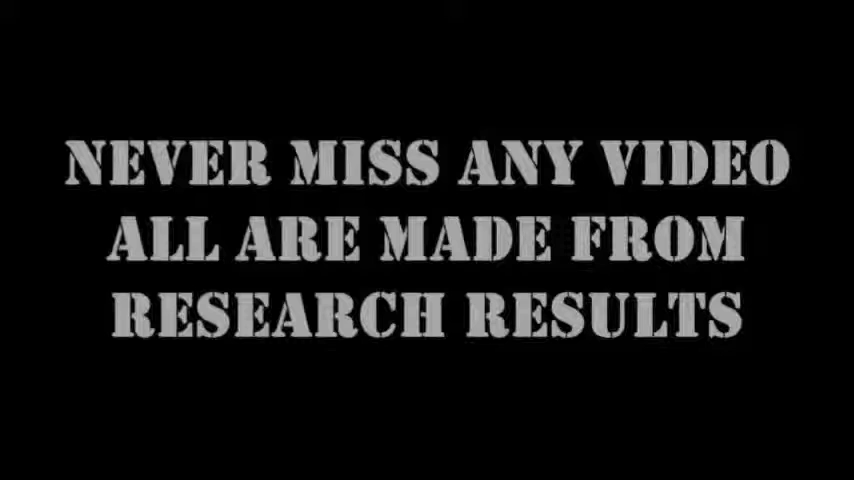 NEVER MISS ANY VIDEO
ALL ARE MADE FROM
RESEARCH RESULTS